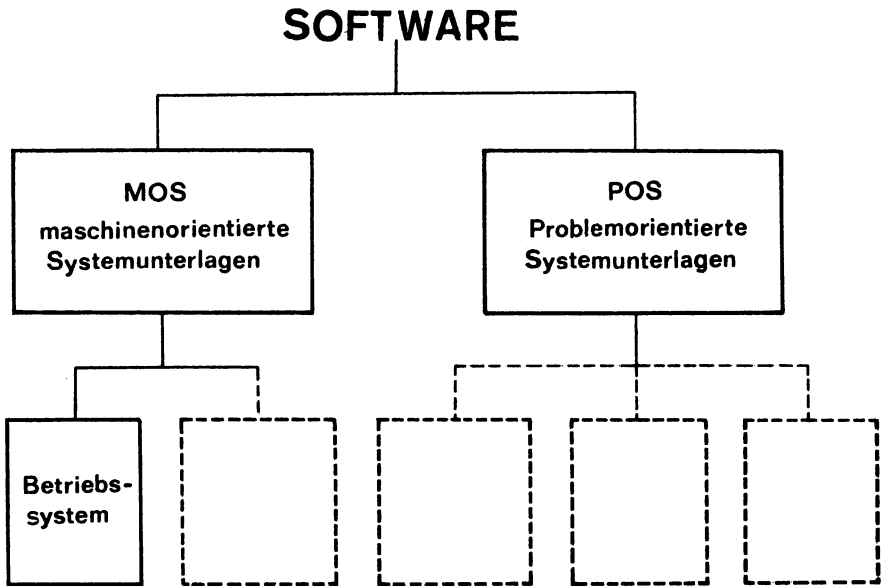 SOFTWARE
MOS
maschinenorientierte
Systemunterlagen
POS
Problemorientierte
Systemunterlagen
Betriebs-
system